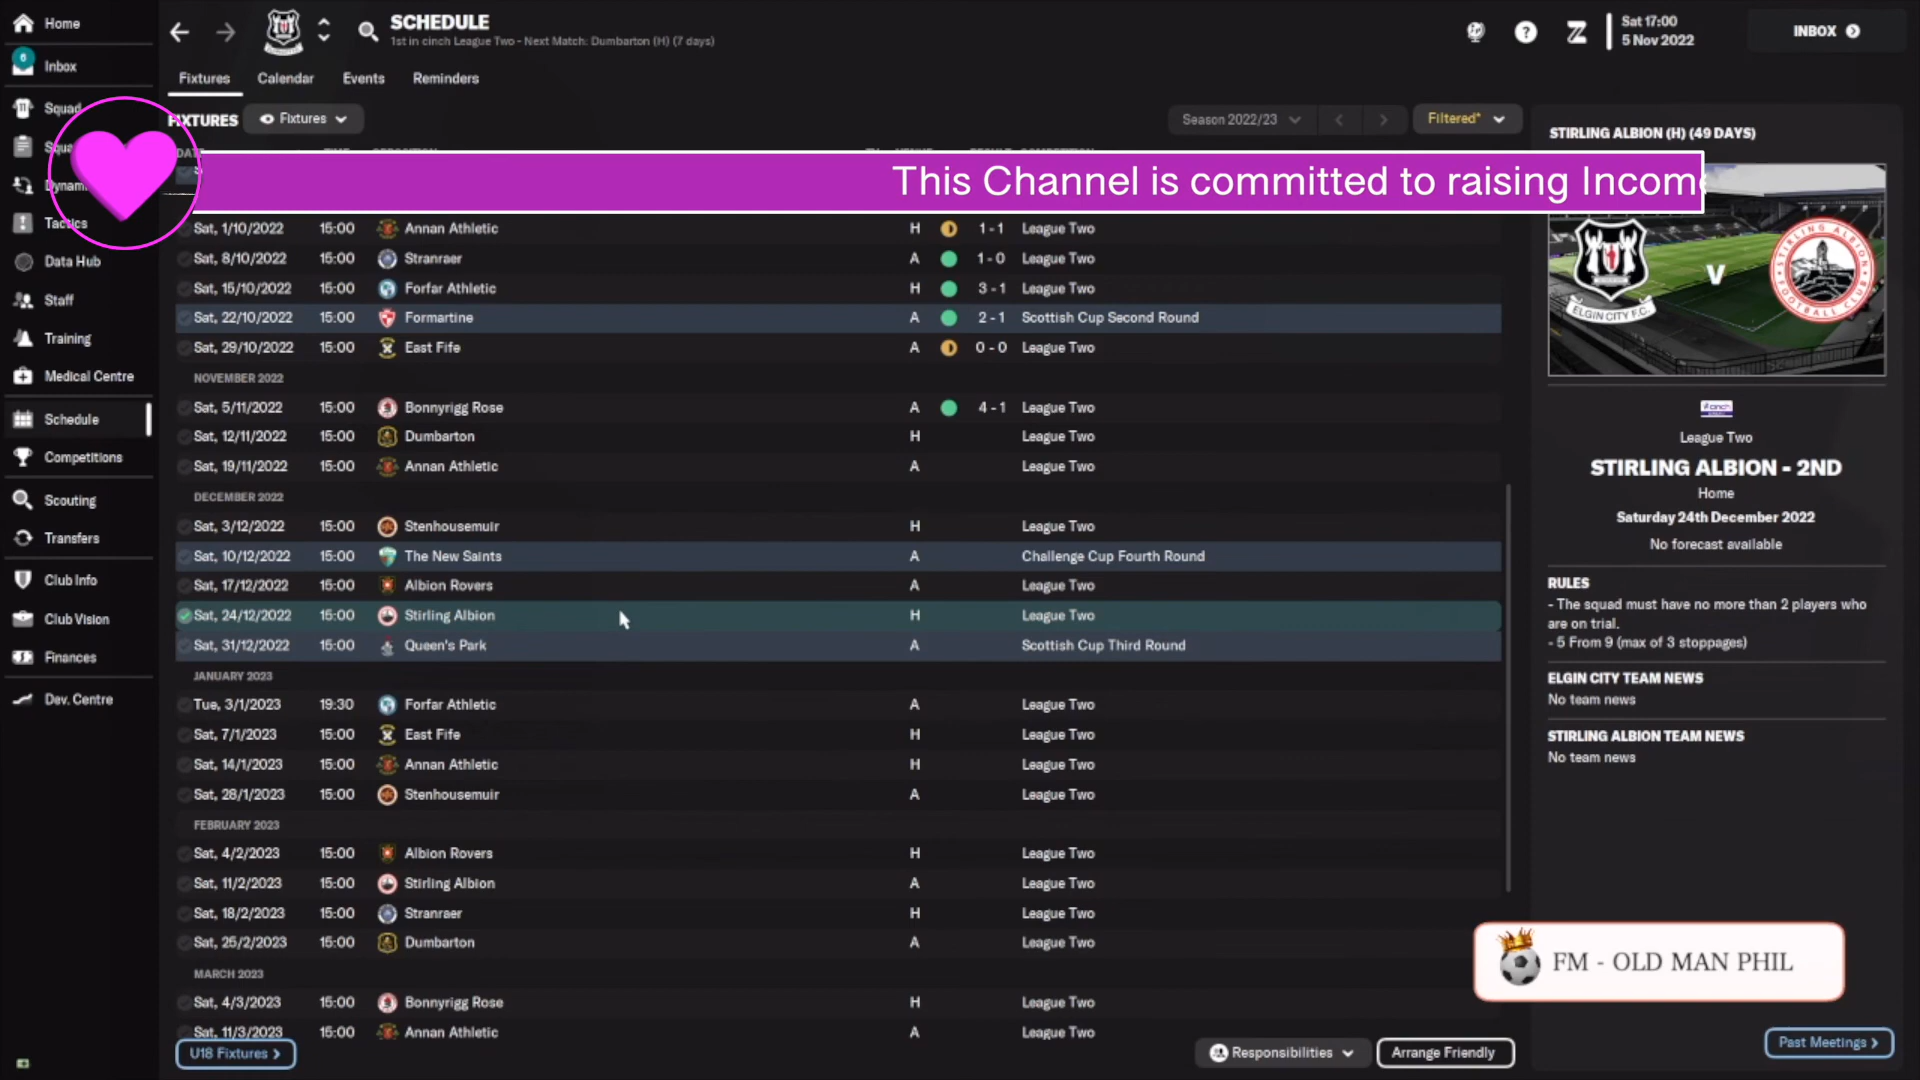 Home
SCHEDULE
1st in cinch League Two - Next Match: Dumbarton (H) (7 days)
Sat 17:00
5 Nov 2022
INBOX
Inbox
Fixtures Calendar Events Reminders
Squad
FIXTURES Fixtures
Season 2022/23 Filtered*
This Channel is committed to raising
Tactics
Data Hub
Staff
Training
Medical Centre
Schedule
Competitions
Scouting
Transfers
Club Info
Club Vision
Finances
Dev. Centre
Sat, 1/10/2022 15:00 Annan Athletic H 1 - 1 League Two
Sat, 8/10/2022 15:00 Stranraer A 1 - 0 League Two
Sat, 15/10/2022 15:00 Forfar Athletic H 3 - 1 League Two
Sat, 22/10/2022 15:00 Formartine A 2 - 1 Scottish Cup Second Round
Sat, 29/10/2022 15:00 East Fife A 0 - 0 League Two
NOVEMBER 2022
Sat, 5/11/2022 15:00 Bonnyrigg Rose A 4 - 1 League Two
Sat, 12/11/2022 15:00 Dumbarton H League Two
Sat, 19/11/2022 15:00 Annan Athletic A League Two
DECEMBER 2022
Sat, 3/12/2022 15:00 Stenhousemuir H League Two
Sat, 10/12/2022 15:00 The New Saints A Challenge Cup Fourth Round
Sat, 17/12/2022 15:00 Albion Rovers A League Two
Sat, 24/12/2022 15:00 Stirling Albion H League Two
Sat, 31/12/2022 15:00 Queen's Park A Scottish Cup Third Round
JANUARY 2023
Tue, 3/1/2023 19:30 Forfar Athletic A League Two
Sat, 7/1/2023 15:00 East Fife H League Two
Sat, 14/1/2023 15:00 Annan Athletic H League Two
Sat, 28/1/2023 15:00 Stenhousemuir A League Two
FEBRUARY 2023
Sat, 4/2/2023 15:00 Albion Rovers H League Two
Sat, 11/2/2023 15:00 Stirling Albion A League Two
Sat, 18/2/2023 15:00 Stranraer H League Two
Sat, 25/2/2023 15:00 Dumbarton A League Two
MARCH 2023
Sat, 4/3/2023 15:00 Bonnyrigg Rose H League Two
Sat, 11/3/2023 15:00 Annan Athletic A League Two
U18 Fixtures
Responsibilities
Arrange Friendly
STIRLING ALBION (H) (49 DAYS)
ELGIN CITY F.C.
V
STIRLING ALBION FOOTBALL CLUB
cinch
League Two
STIRLING ALBION - 2ND
Home
Saturday 24th December 2022
No forecast available
RULES
- The squad must have no more than 2 players who
are on trial.
- 5 From 9 (max of 3 stoppages)
ELGIN CITY TEAM NEWS
No team news
STIRLING ALBION TEAM NEWS
No team news
FM - OLD MAN PHIL
Past Meetings